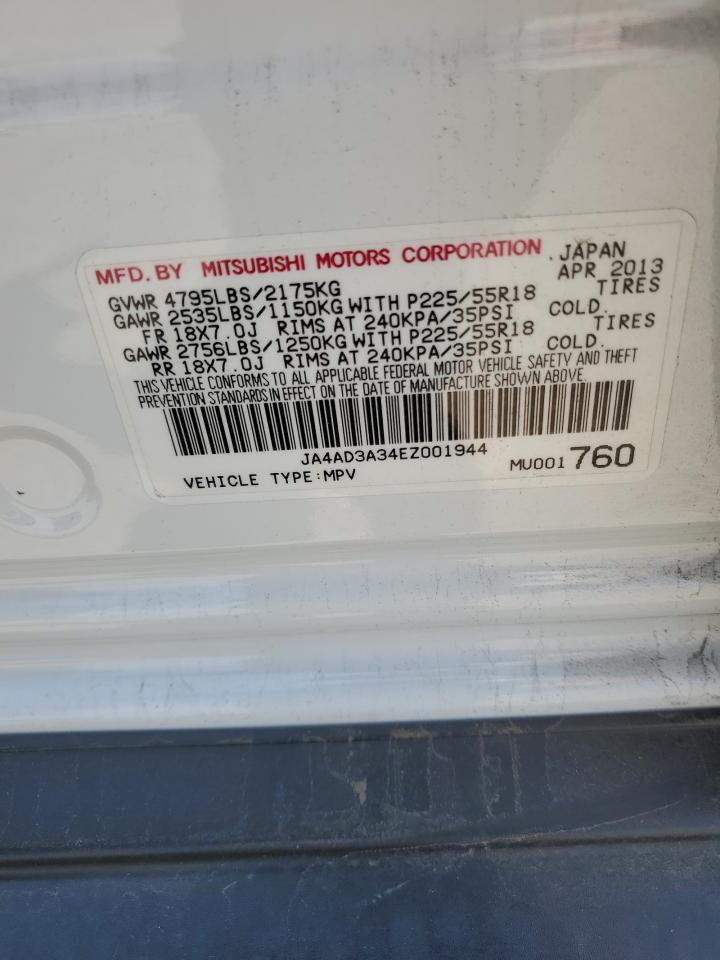 MFD. BY MITSUBISHI MOTORS CORPORATION . JAPAN
GVWR 4795LBS/2175KG APR 2013
GAWR 2535LBS/1150KG WITH P225/55R18 TIRES
FR 18X7.0J RIMS AT 240KPA/35PSI COLD.
GAWR 2756LBS/1250KG WITH P225/55R18 TIRES
RR 18X7.0J RIMS AT 240KPA/35PSI COLD.
THIS VEHICLE CONFORMS TO ALL APPLICABLE FEDERAL MOTOR VEHICLE SAFETY AND THEFT
PREVENTION STANDARDS IN EFFECT ON THE DATE OF MANUFACTURE SHOWN ABOVE.
JA4AD3A34EZ001944
VEHICLE TYPE:MPV MU001760